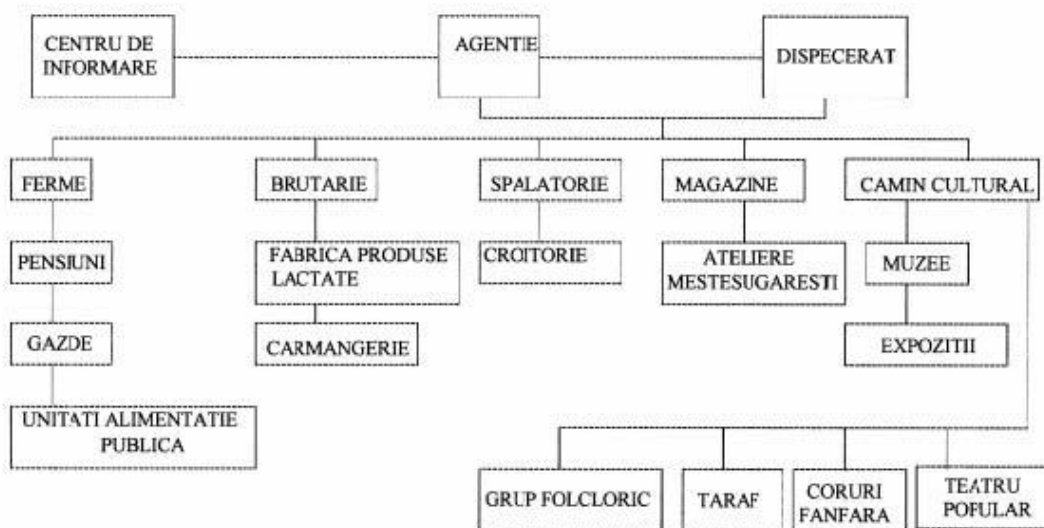 CENTRU DE
INFORMARE
AGENTIE
DISPECERAT
FERME
BRUTARIE
SPALATORIE
MAGAZINE
CAMIN CULTURAL
PENSIUNI
FABRICA PRODUSE
LACTATE
CROITORIE
ATELIERE
MESTESUGARESTI
MUZEE
GAZDE
CARMANGERIE
EXPOZITII
UNITATI ALIMENTATIE
PUBLICA
GRUP FOLCLORIC
TARAF
CORURI
FANFARA
TEATRU
POFULAR